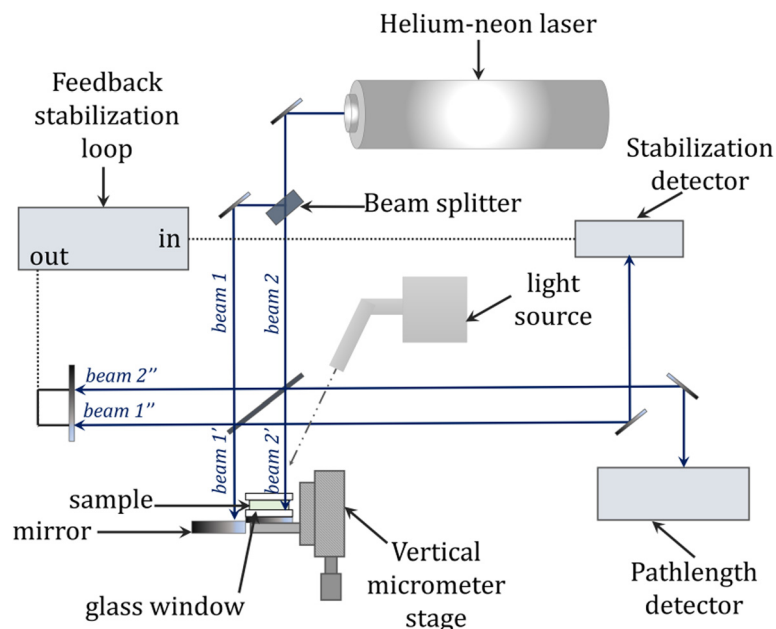 Helium-neon laser
Feedback
stabilization
loop
Stabilization
detector
Beam splitter
in
out
beam 1
beam 2
light
source
beam 2’’
beam 1’’
beam 1’
beam 2’
sample
mirror
glass window
Vertical
micrometer
stage
Pathlength
detector